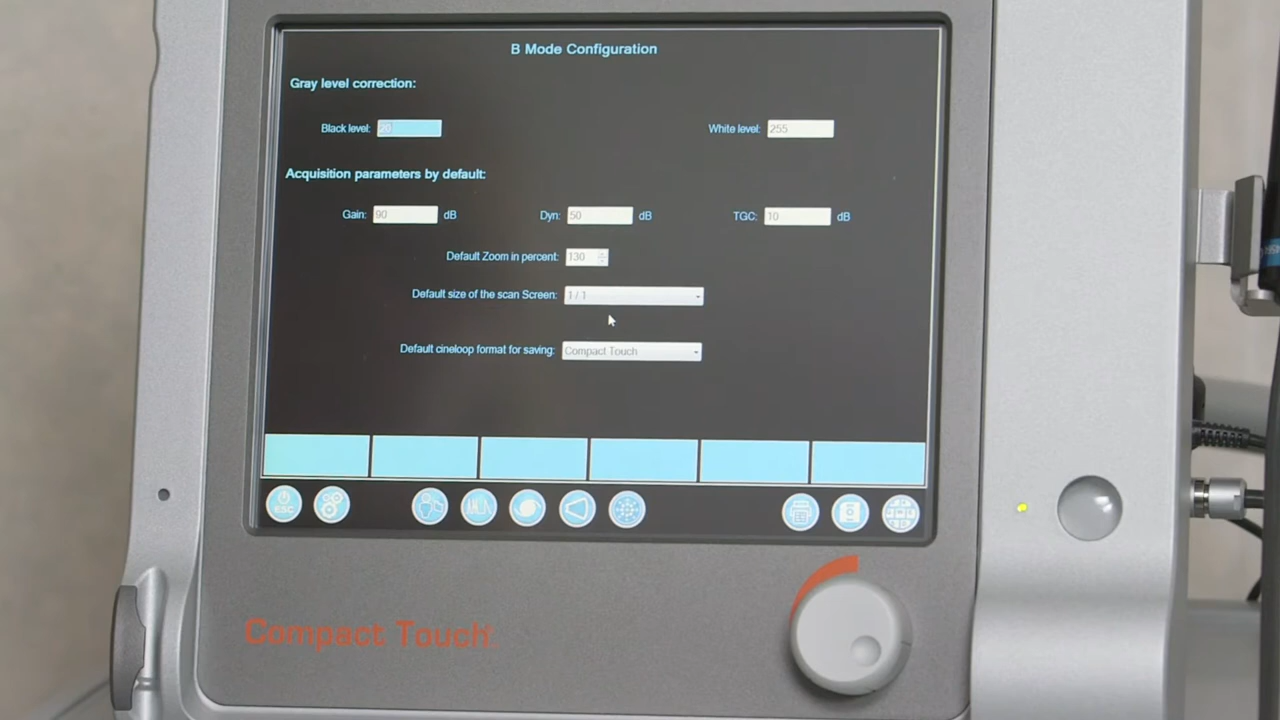 B Mode Configuration
Gray level correction:
Black level: 20 White level: 255
Acquisition parameters by default:
Gain: 90 dB Dyn: 50 dB TGC: 10 dB
Default Zoom in percent: 130
Default size of the scan Screen: 1 / 1
Default cineloop format for saving: Compact Touch
ESC
Compact Touch